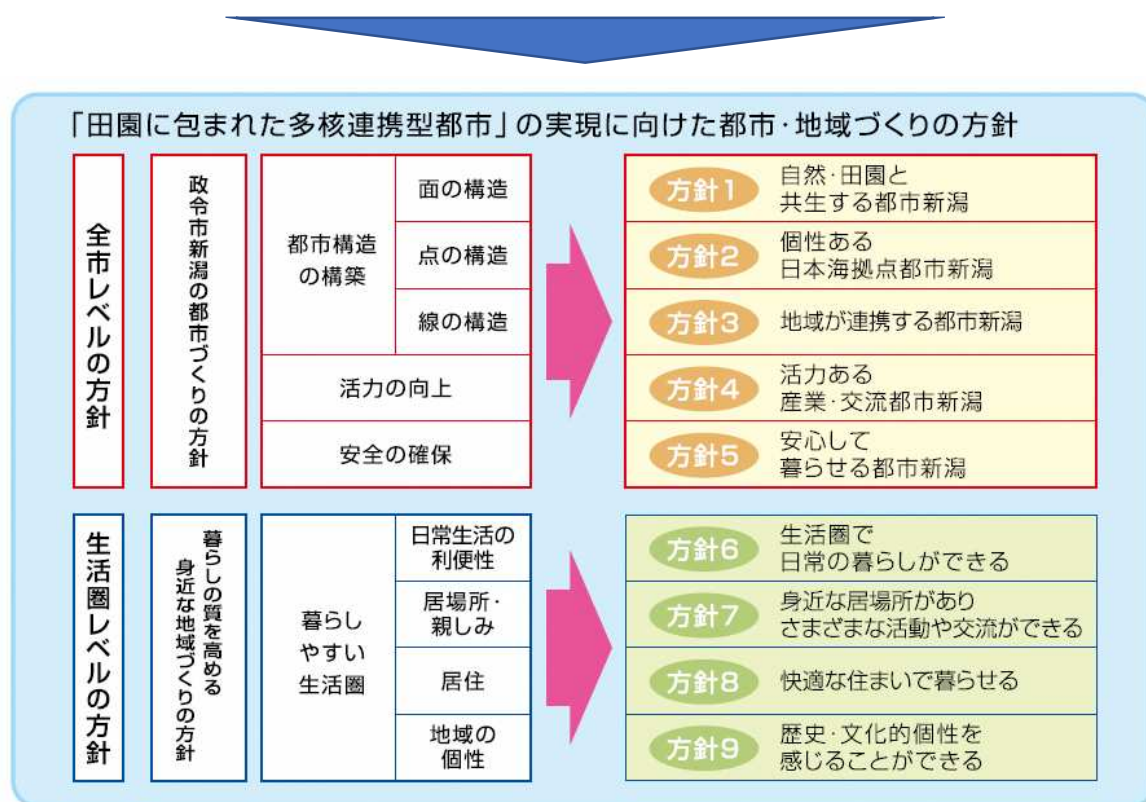 「田園に包まれた多核連携型都市」の実現に向けた都市・地域づくりの方針
全市レベルの方針
政令市新潟の都市づくりの方針
都市構造
の構築
面の構造
点の構造
線の構造
活力の向上
安全の確保
方針1
自然・田園と
共生する都市新潟
方針2
個性ある
日本海拠点都市新潟
方針3
地域が連携する都市新潟
方針4
活力ある
産業・交流都市新潟
方針5
安心して
暮らせる都市新潟
生活圏レベルの方針
暮らしの質を高める
身近な地域づくりの方針
暮らし
やすい
生活圏
日常生活の
利便性
居場所・
親しみ
居住
地域の
個性
方針6
生活圏で
日常の暮らしができる
方針7
身近な居場所があり
さまざまな活動や交流ができる
方針8
快適な住まいで暮らせる
方針9
歴史・文化的個性を
感じることができる